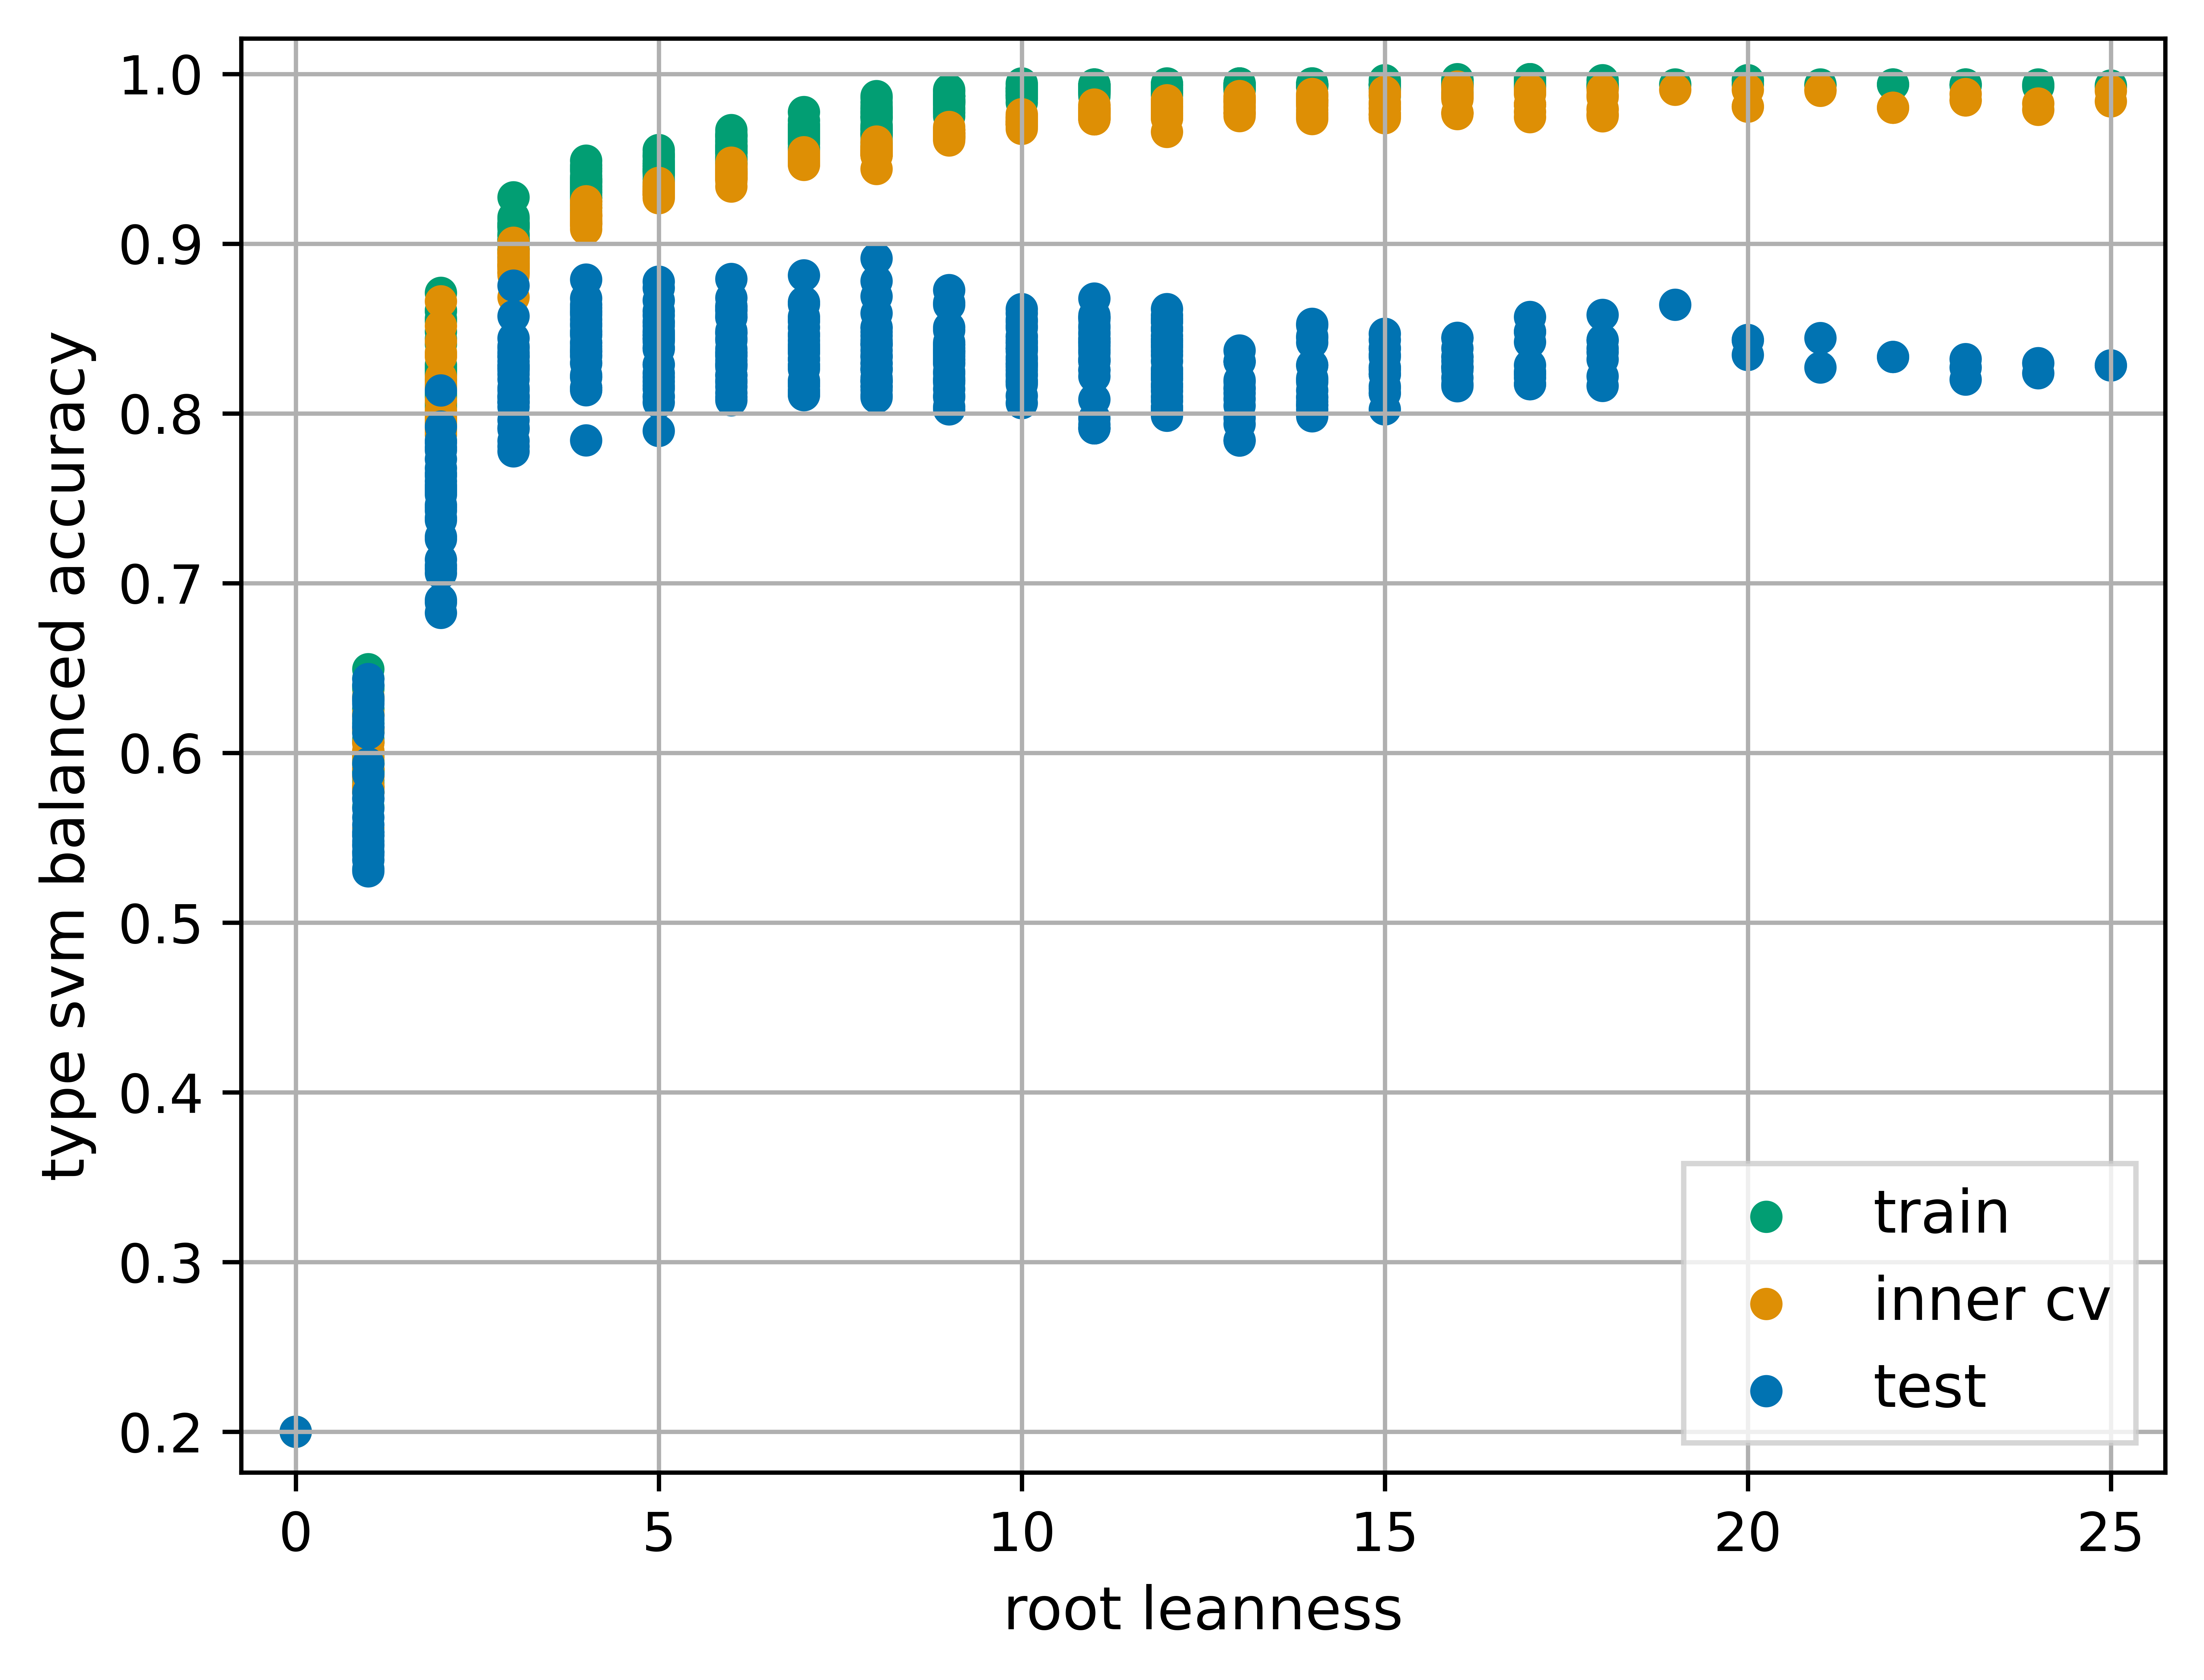 type svm balanced accuracy
1.0
0.9
0.8
0.7
0.6
0.5
0.4
0.3
0.2
train
inner cv
test
0 5 10 15 20 25
root leanness